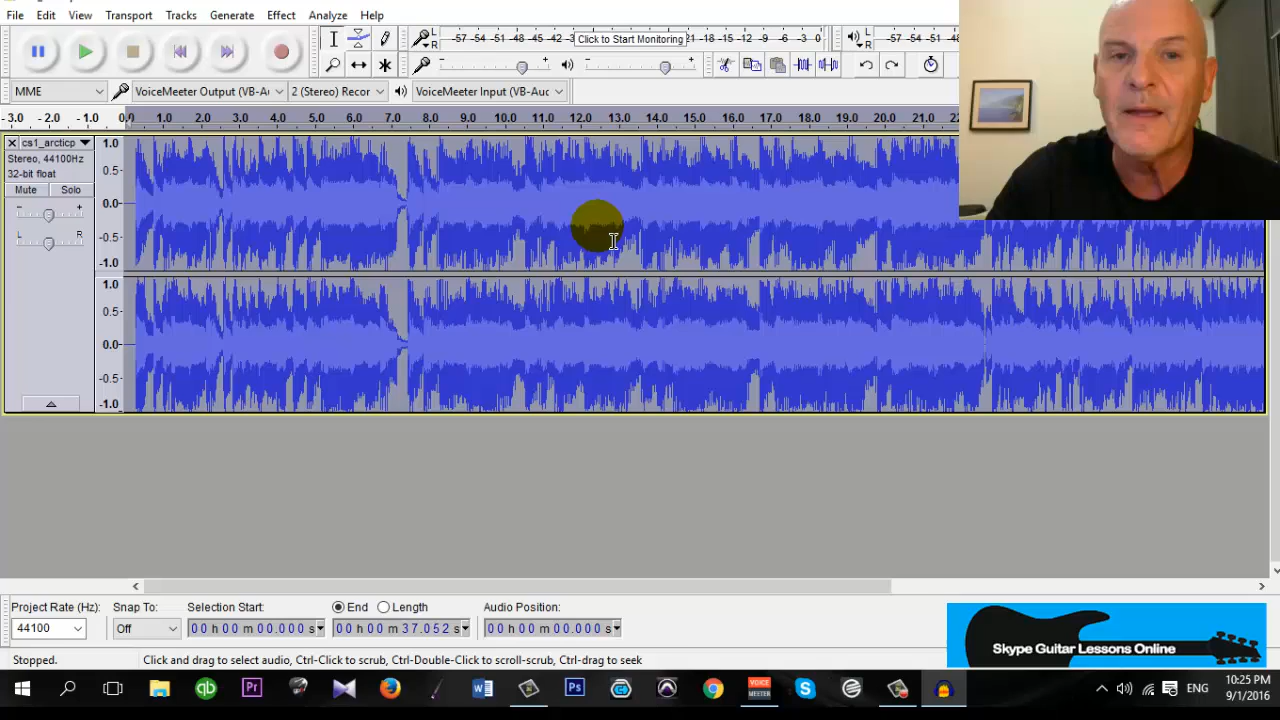 File Edit View Transport Tracks Generate Effect Analyze Help
L
R -57 -54 -51 -48 -45 -42 -3 Click to Start Monitoring 21 -18 -15 -12 -9 -6 -3 0
L
R -57 -54 -51 -48
- +
- +
MME VoiceMeeter Output (VB-Au 2 (Stereo) Recor VoiceMeeter Input (VB-Audi
-3.0 -2.0 -1.0 0.0 1.0 2.0 3.0 4.0 5.0 6.0 7.0 8.0 9.0 10.0 11.0 12.0 13.0 14.0 15.0 16.0 17.0 18.0 19.0 20.0 21.0
cs1_arcticp
Stereo, 44100Hz
32-bit float
Mute Solo
- +
L R
1.0
0.5
0.0
-0.5
-1.0
1.0
0.5
0.0
-0.5
-1.0
Project Rate (Hz): Snap To: Selection Start: End Length Audio Position:
44100 Off 00 h 00 m 00.000 s 00 h 00 m 37.052 s 00 h 00 m 00.000 s
Skype Guitar Lessons Online
Stopped. Click and drag to select audio, Ctrl-Click to scrub, Ctrl-Double-Click to scroll-scrub, Ctrl-drag to seek
qb Pr W Ps VOICE MEETER S ENG
10:25 PM
9/1/2016